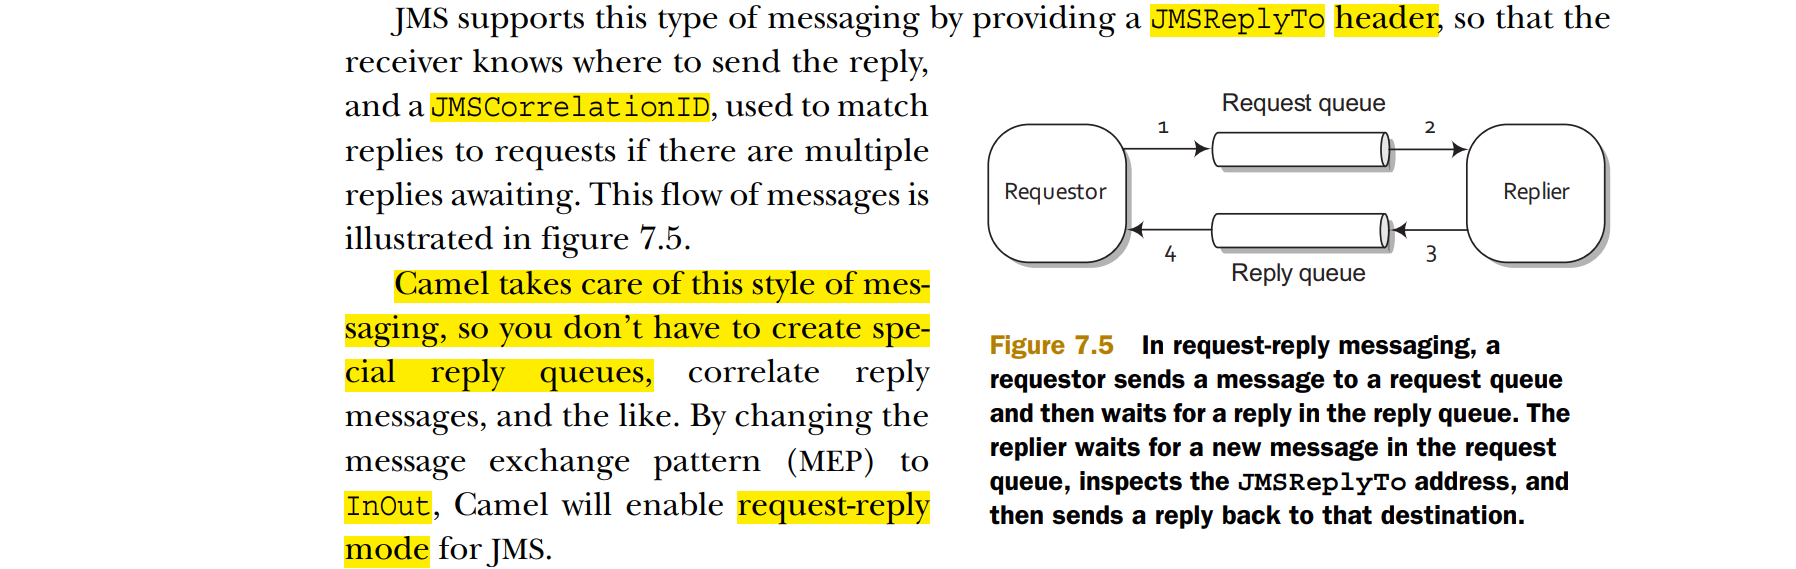 JMS supports this type of messaging by providing a JMSReplyTo header, so that the
receiver knows where to send the reply,
and a JMSCorrelationID, used to match
replies to requests if there are multiple
replies awaiting. This flow of messages is
illustrated in figure 7.5.
Camel takes care of this style of mes-
saging, so you don’t have to create spe-
cial reply queues, correlate reply
messages, and the like. By changing the
message exchange pattern (MEP) to
InOut, Camel will enable request-reply
mode for JMS.
Request queue
1
2
Requestor
Replier
4
3
Reply queue
Figure 7.5 In request-reply messaging, a
requestor sends a message to a request queue
and then waits for a reply in the reply queue. The
replier waits for a new message in the request
queue, inspects the JMSReplyTo address, and
then sends a reply back to that destination.